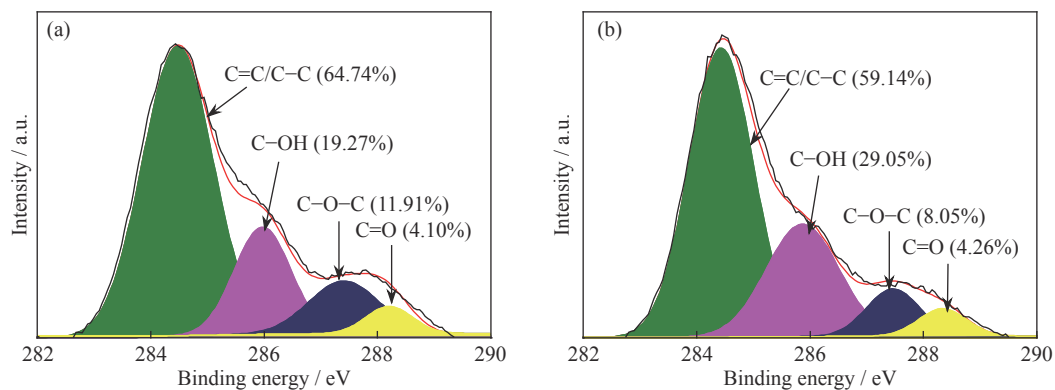 (a)
C=C/C−C (64.74%)
C−OH (19.27%)
C−O−C (11.91%)
C=O (4.10%)
Intensity / a.u.
282 284 286 288 290
Binding energy / eV
(b)
C=C/C−C (59.14%)
C−OH (29.05%)
C−O−C (8.05%)
C=O (4.26%)
Intensity / a.u.
282 284 286 288 290
Binding energy / eV